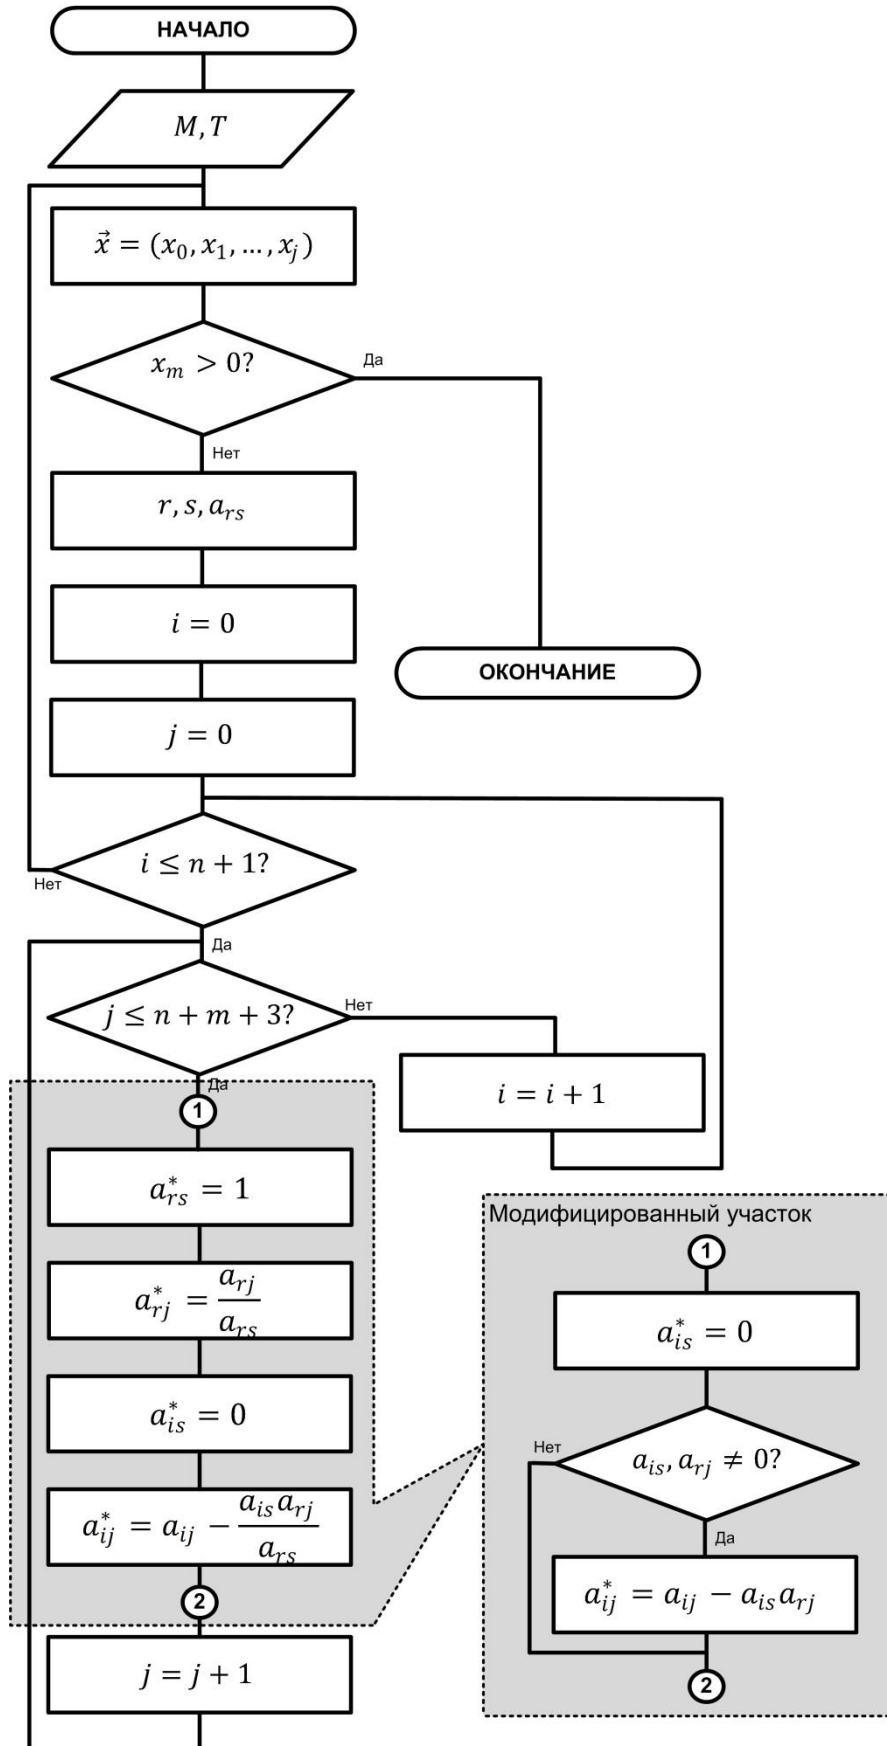 НАЧАЛО
M, T
x⃗ = (x₀, x₁, …, xⱼ)
xₘ > 0?
Да
Нет
r, s, aᵣₛ
i = 0
ОКОНЧАНИЕ
j = 0
i ≤ n + 1?
Нет
Да
j ≤ n + m + 3?
Нет
Да
i = i + 1
1
a*ᵣₛ = 1
a*ᵣⱼ = aᵣⱼ / aᵣₛ
a*ᵢₛ = 0
a*ᵢⱼ = aᵢⱼ − aᵢₛaᵣⱼ / aᵣₛ
2
j = j + 1
Модифицированный участок
1
a*ᵢₛ = 0
Нет
aᵢₛ, aᵣⱼ ≠ 0?
Да
a*ᵢⱼ = aᵢⱼ − aᵢₛaᵣⱼ
2